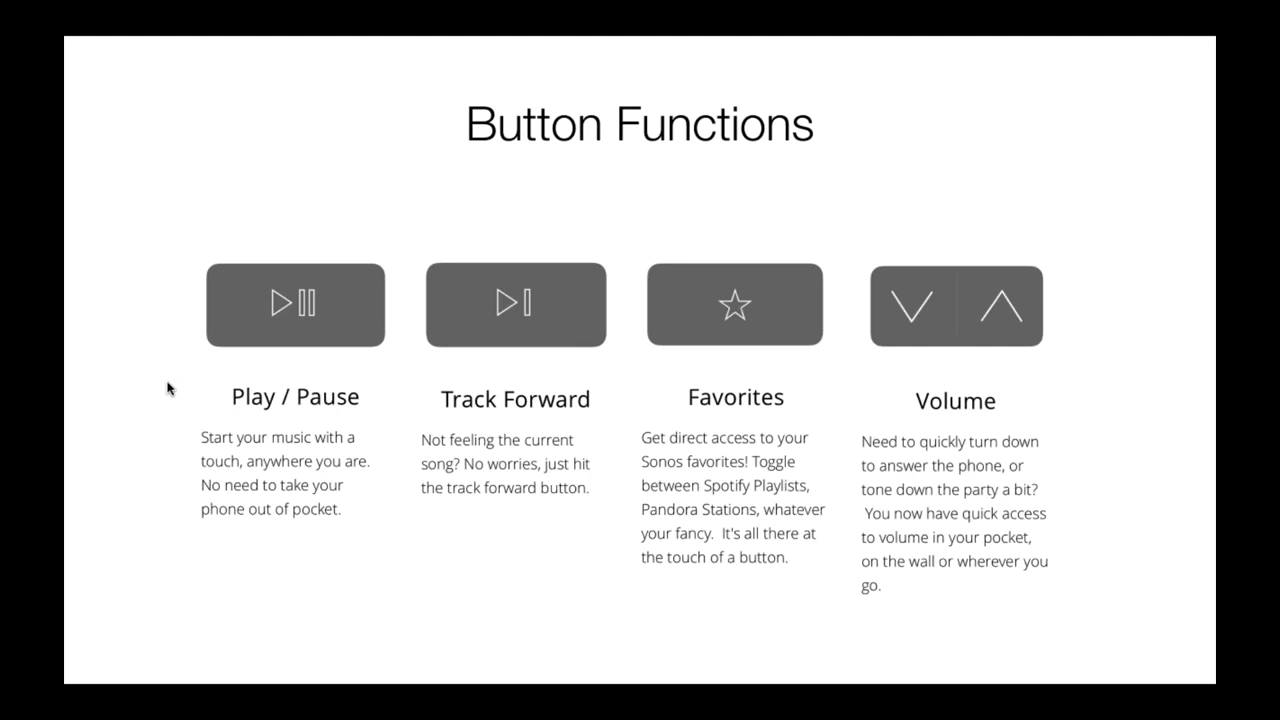 Button Functions
Play / Pause
Start your music with a
touch, anywhere you are.
No need to take your
phone out of pocket.
Track Forward
Not feeling the current
song? No worries, just hit
the track forward button.
Favorites
Get direct access to your
Sonos favorites! Toggle
between Spotify Playlists,
Pandora Stations, whatever
your fancy.  It's all there at
the touch of a button.
Volume
Need to quickly turn down
to answer the phone, or
tone down the party a bit?
You now have quick access
to volume in your pocket,
on the wall or wherever you
go.